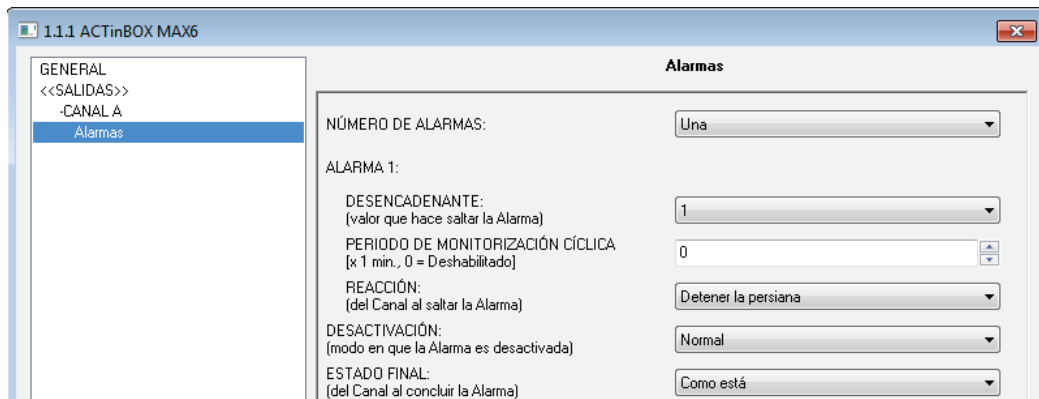 1.1.1 ACTinBOX MAX6
GENERAL
<<SALIDAS>>
-CANAL A
Alarmas
Alarmas
NÚMERO DE ALARMAS:
Una
ALARMA 1:
DESENCADENANTE:
(valor que hace saltar la Alarma)
1
PERIODO DE MONITORIZACIÓN CÍCLICA
[x 1 min., 0 = Deshabilitado]
0
REACCIÓN:
(del Canal al saltar la Alarma)
Detener la persiana
DESACTIVACIÓN:
(modo en que la Alarma es desactivada)
Normal
ESTADO FINAL:
(del Canal al concluir la Alarma)
Como está